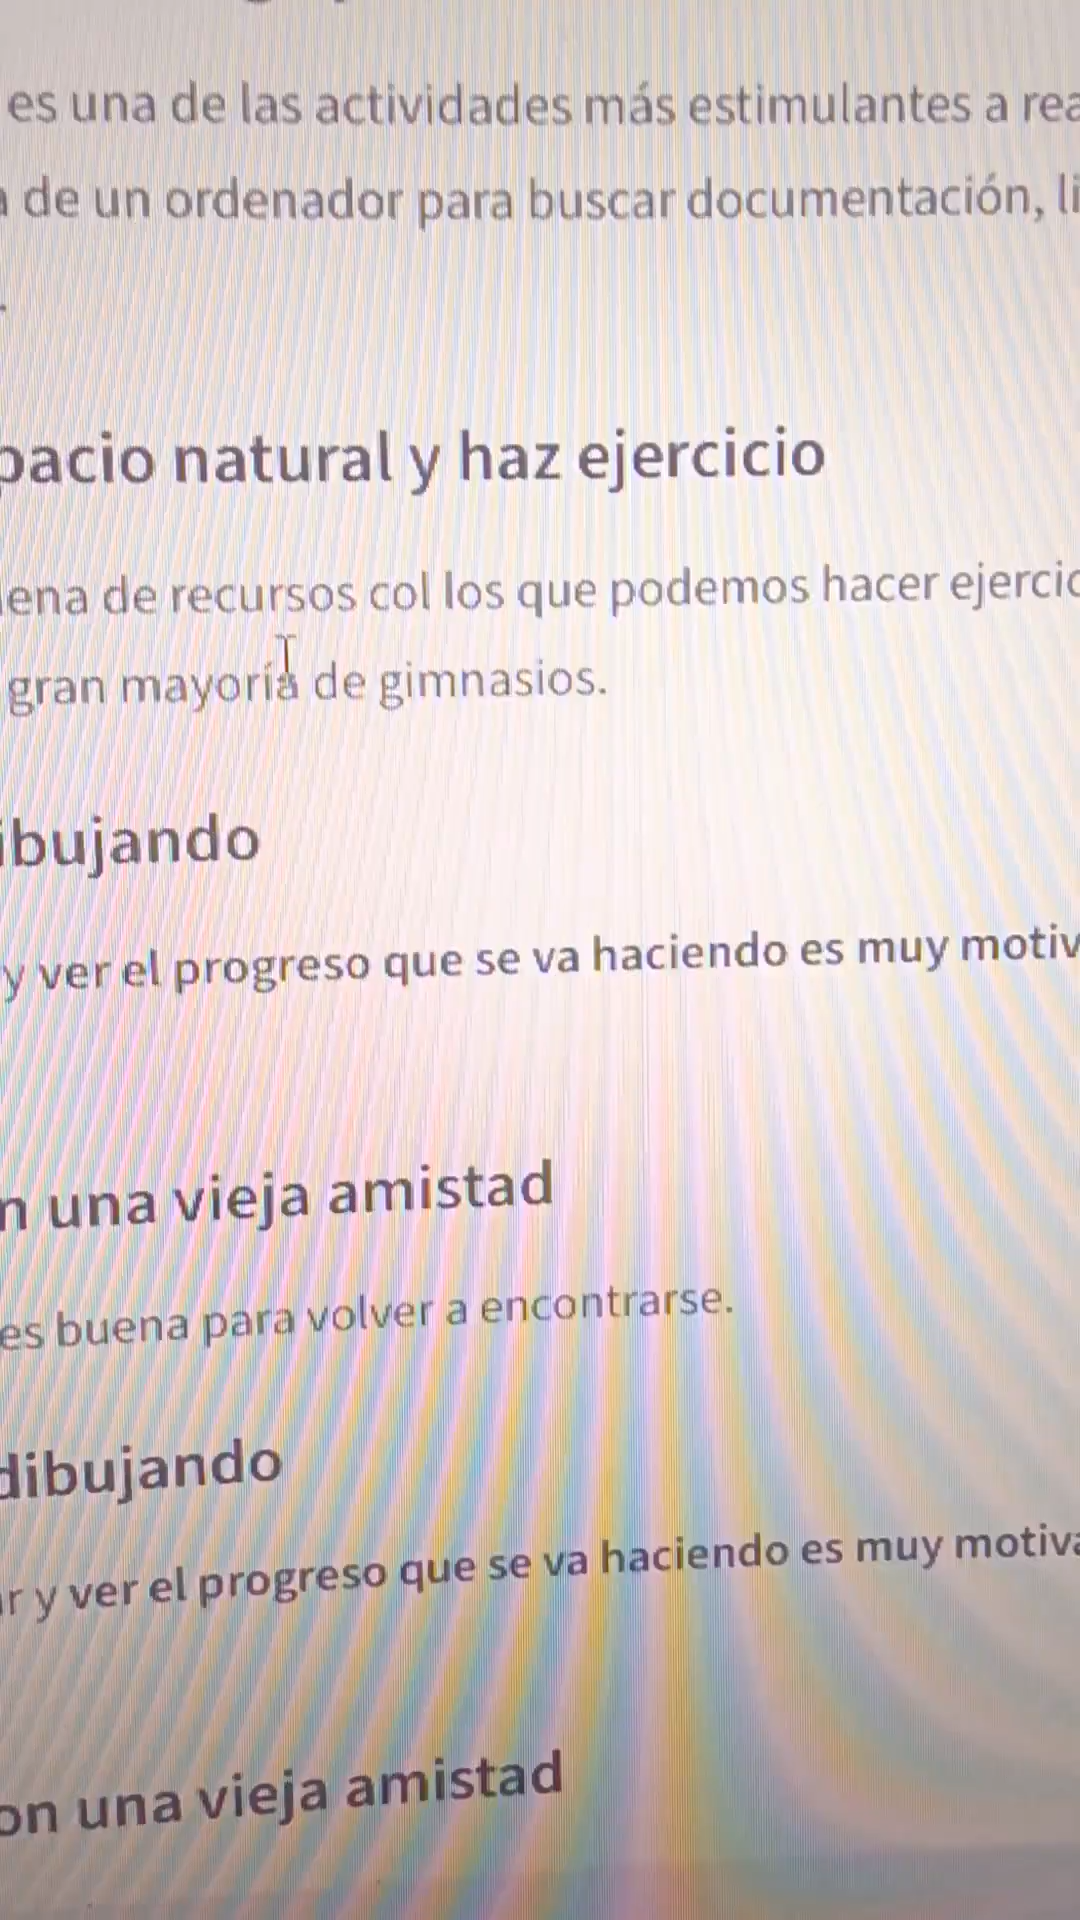 es una de las actividades más estimulantes a rea
de un ordenador para buscar documentación, li
pacio natural y haz ejercicio
lena de recursos col los que podemos hacer ejercic
gran mayoría de gimnasios.
ibujando
y ver el progreso que se va haciendo es muy motiv
n una vieja amistad
es buena para volver a encontrarse.
dibujando
ar y ver el progreso que se va haciendo es muy motiva
on una vieja amistad